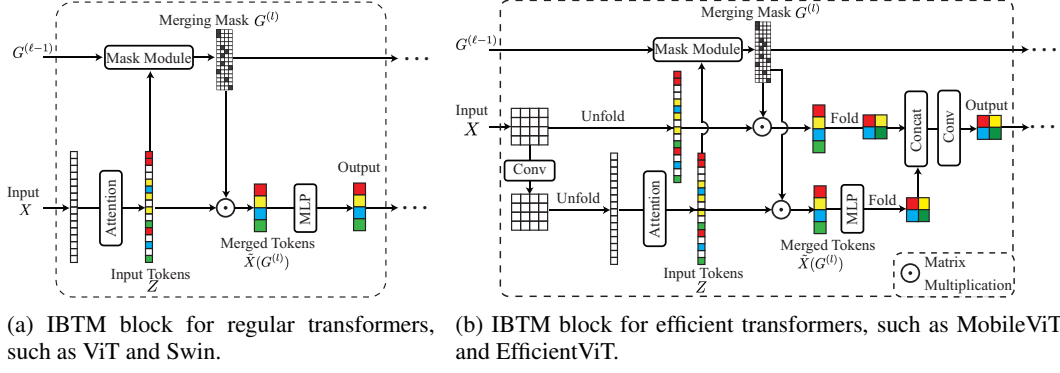 Merging Mask G^(l)
G^(ℓ−1)
Mask Module
· · ·
Input
X
Attention
Input Tokens
Z
Merged Tokens
X̃(G^(l))
MLP
Output
· · ·
(a) IBTM block for regular transformers,
such as ViT and Swin.
Merging Mask G^(l)
G^(ℓ−1)
Mask Module
· · ·
Input
X
Unfold
Fold
Concat
Conv
Output
· · ·
Conv
Unfold
Attention
Input Tokens
Z
MLP
Fold
Merged Tokens
X̃(G^(l))
Matrix
Multiplication
(b) IBTM block for efficient transformers, such as MobileViT
and EfficientViT.